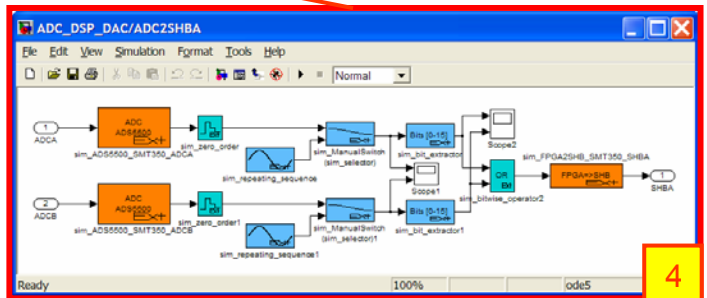 ADC_DSP_DAC/ADC2SHBA
File Edit View Simulation Format Tools Help
Normal
1
ADCA
ADC
ADS5500
sim_ADS5500_SMT350_ADCA
sim_zero_order
sim_repeating_sequence
sim_ManualSwitch
(sim_selector)
Bits [0-15]
sim_bit_extractor
Scope2
Scope1
OR
sim_bitwise_operator2
sim_FPGA2SHB_SMT350_SHBA
FPGA=>SHB
1
SHBA
2
ADCB
ADC
ADS5500
sim_ADS5500_SMT350_ADCB
sim_zero_order1
sim_repeating_sequence1
sim_ManualSwitch
(sim_selector)1
Bits [0-15]
sim_bit_extractor1
Ready
100%
ode5
4